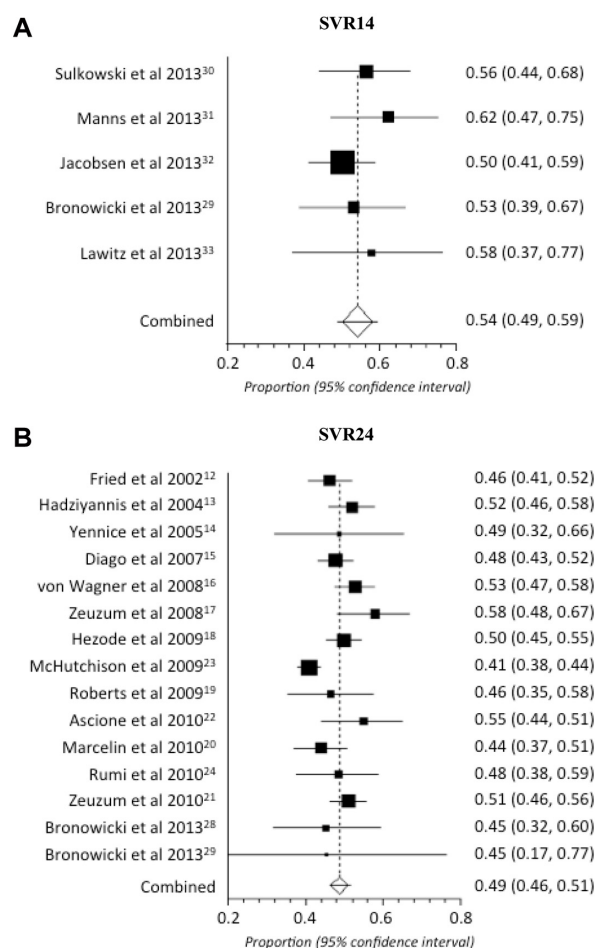 A
SVR14
Sulkowski et al 2013³⁰ 0.56 (0.44, 0.68)
Manns et al 2013³¹ 0.62 (0.47, 0.75)
Jacobsen et al 2013³² 0.50 (0.41, 0.59)
Bronowicki et al 2013²⁹ 0.53 (0.39, 0.67)
Lawitz et al 2013³³ 0.58 (0.37, 0.77)
Combined 0.54 (0.49, 0.59)
0.2 0.4 0.6 0.8
Proportion (95% confidence interval)
B
SVR24
Fried et al 2002¹² 0.46 (0.41, 0.52)
Hadziyannis et al 2004¹³ 0.52 (0.46, 0.58)
Yennice et al 2005¹⁴ 0.49 (0.32, 0.66)
Diago et al 2007¹⁵ 0.48 (0.43, 0.52)
von Wagner et al 2008¹⁶ 0.53 (0.47, 0.58)
Zeuzum et al 2008¹⁷ 0.58 (0.48, 0.67)
Hezode et al 2009¹⁸ 0.50 (0.45, 0.55)
McHutchison et al 2009²³ 0.41 (0.38, 0.44)
Roberts et al 2009¹⁹ 0.46 (0.35, 0.58)
Ascione et al 2010²² 0.55 (0.44, 0.51)
Marcelin et al 2010²⁰ 0.44 (0.37, 0.51)
Rumi et al 2010²⁴ 0.48 (0.38, 0.59)
Zeuzum et al 2010²¹ 0.51 (0.46, 0.56)
Bronowicki et al 2013²⁸ 0.45 (0.32, 0.60)
Bronowicki et al 2013²⁹ 0.45 (0.17, 0.77)
Combined 0.49 (0.46, 0.51)
0.2 0.4 0.6 0.8
Proportion (95% confidence interval)